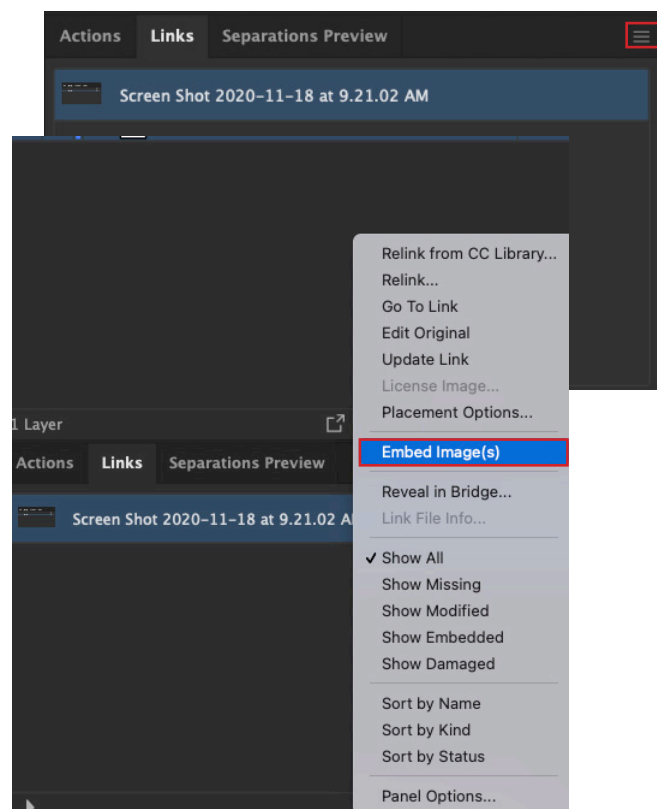 Actions Links Separations Preview
Screen Shot 2020-11-18 at 9.21.02 AM
Relink from CC Library...
Relink...
Go To Link
Edit Original
Update Link
License Image...
Placement Options...
Embed Image(s)
Reveal in Bridge...
Link File Info...
✓ Show All
Show Missing
Show Modified
Show Embedded
Show Damaged
Sort by Name
Sort by Kind
Sort by Status
Panel Options...
1 Layer
Actions Links Separations Preview
Screen Shot 2020-11-18 at 9.21.02